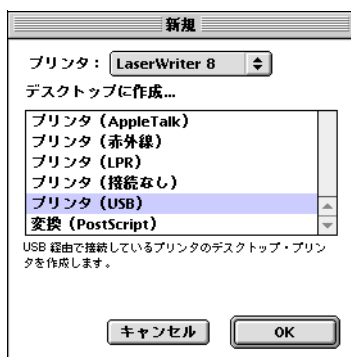 新規
プリンタ： LaserWriter 8
デスクトップに作成...
プリンタ（AppleTalk）
プリンタ（赤外線）
プリンタ（LPR）
プリンタ（接続なし）
プリンタ（USB）
変換（PostScript）
USB 経由で接続しているプリンタのデスクトップ・プリン
タを作成します。
キャンセル OK